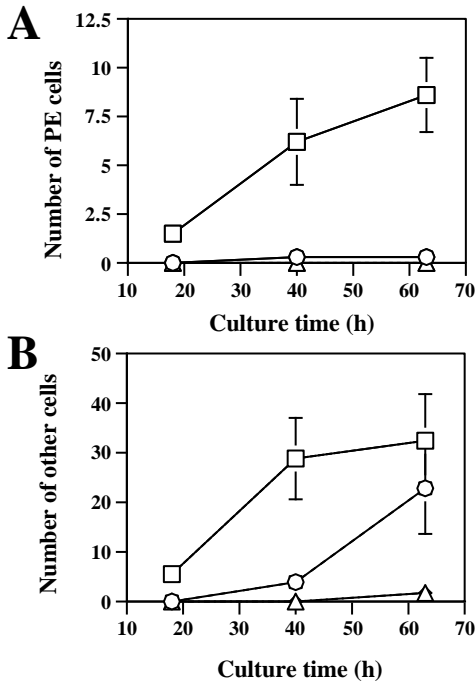 A
Number of PE cells
12.5
10
7.5
5
2.5
0
10 20 30 40 50 60 70
Culture time (h)
B
Number of other cells
50
40
30
20
10
0
10 20 30 40 50 60 70
Culture time (h)